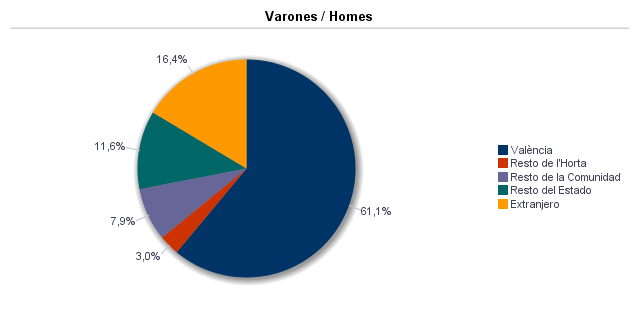 Varones / Homes
16,4%
11,6%
7,9%
3,0%
61,1%
València
Resto de l'Horta
Resto de la Comunidad
Resto del Estado
Extranjero